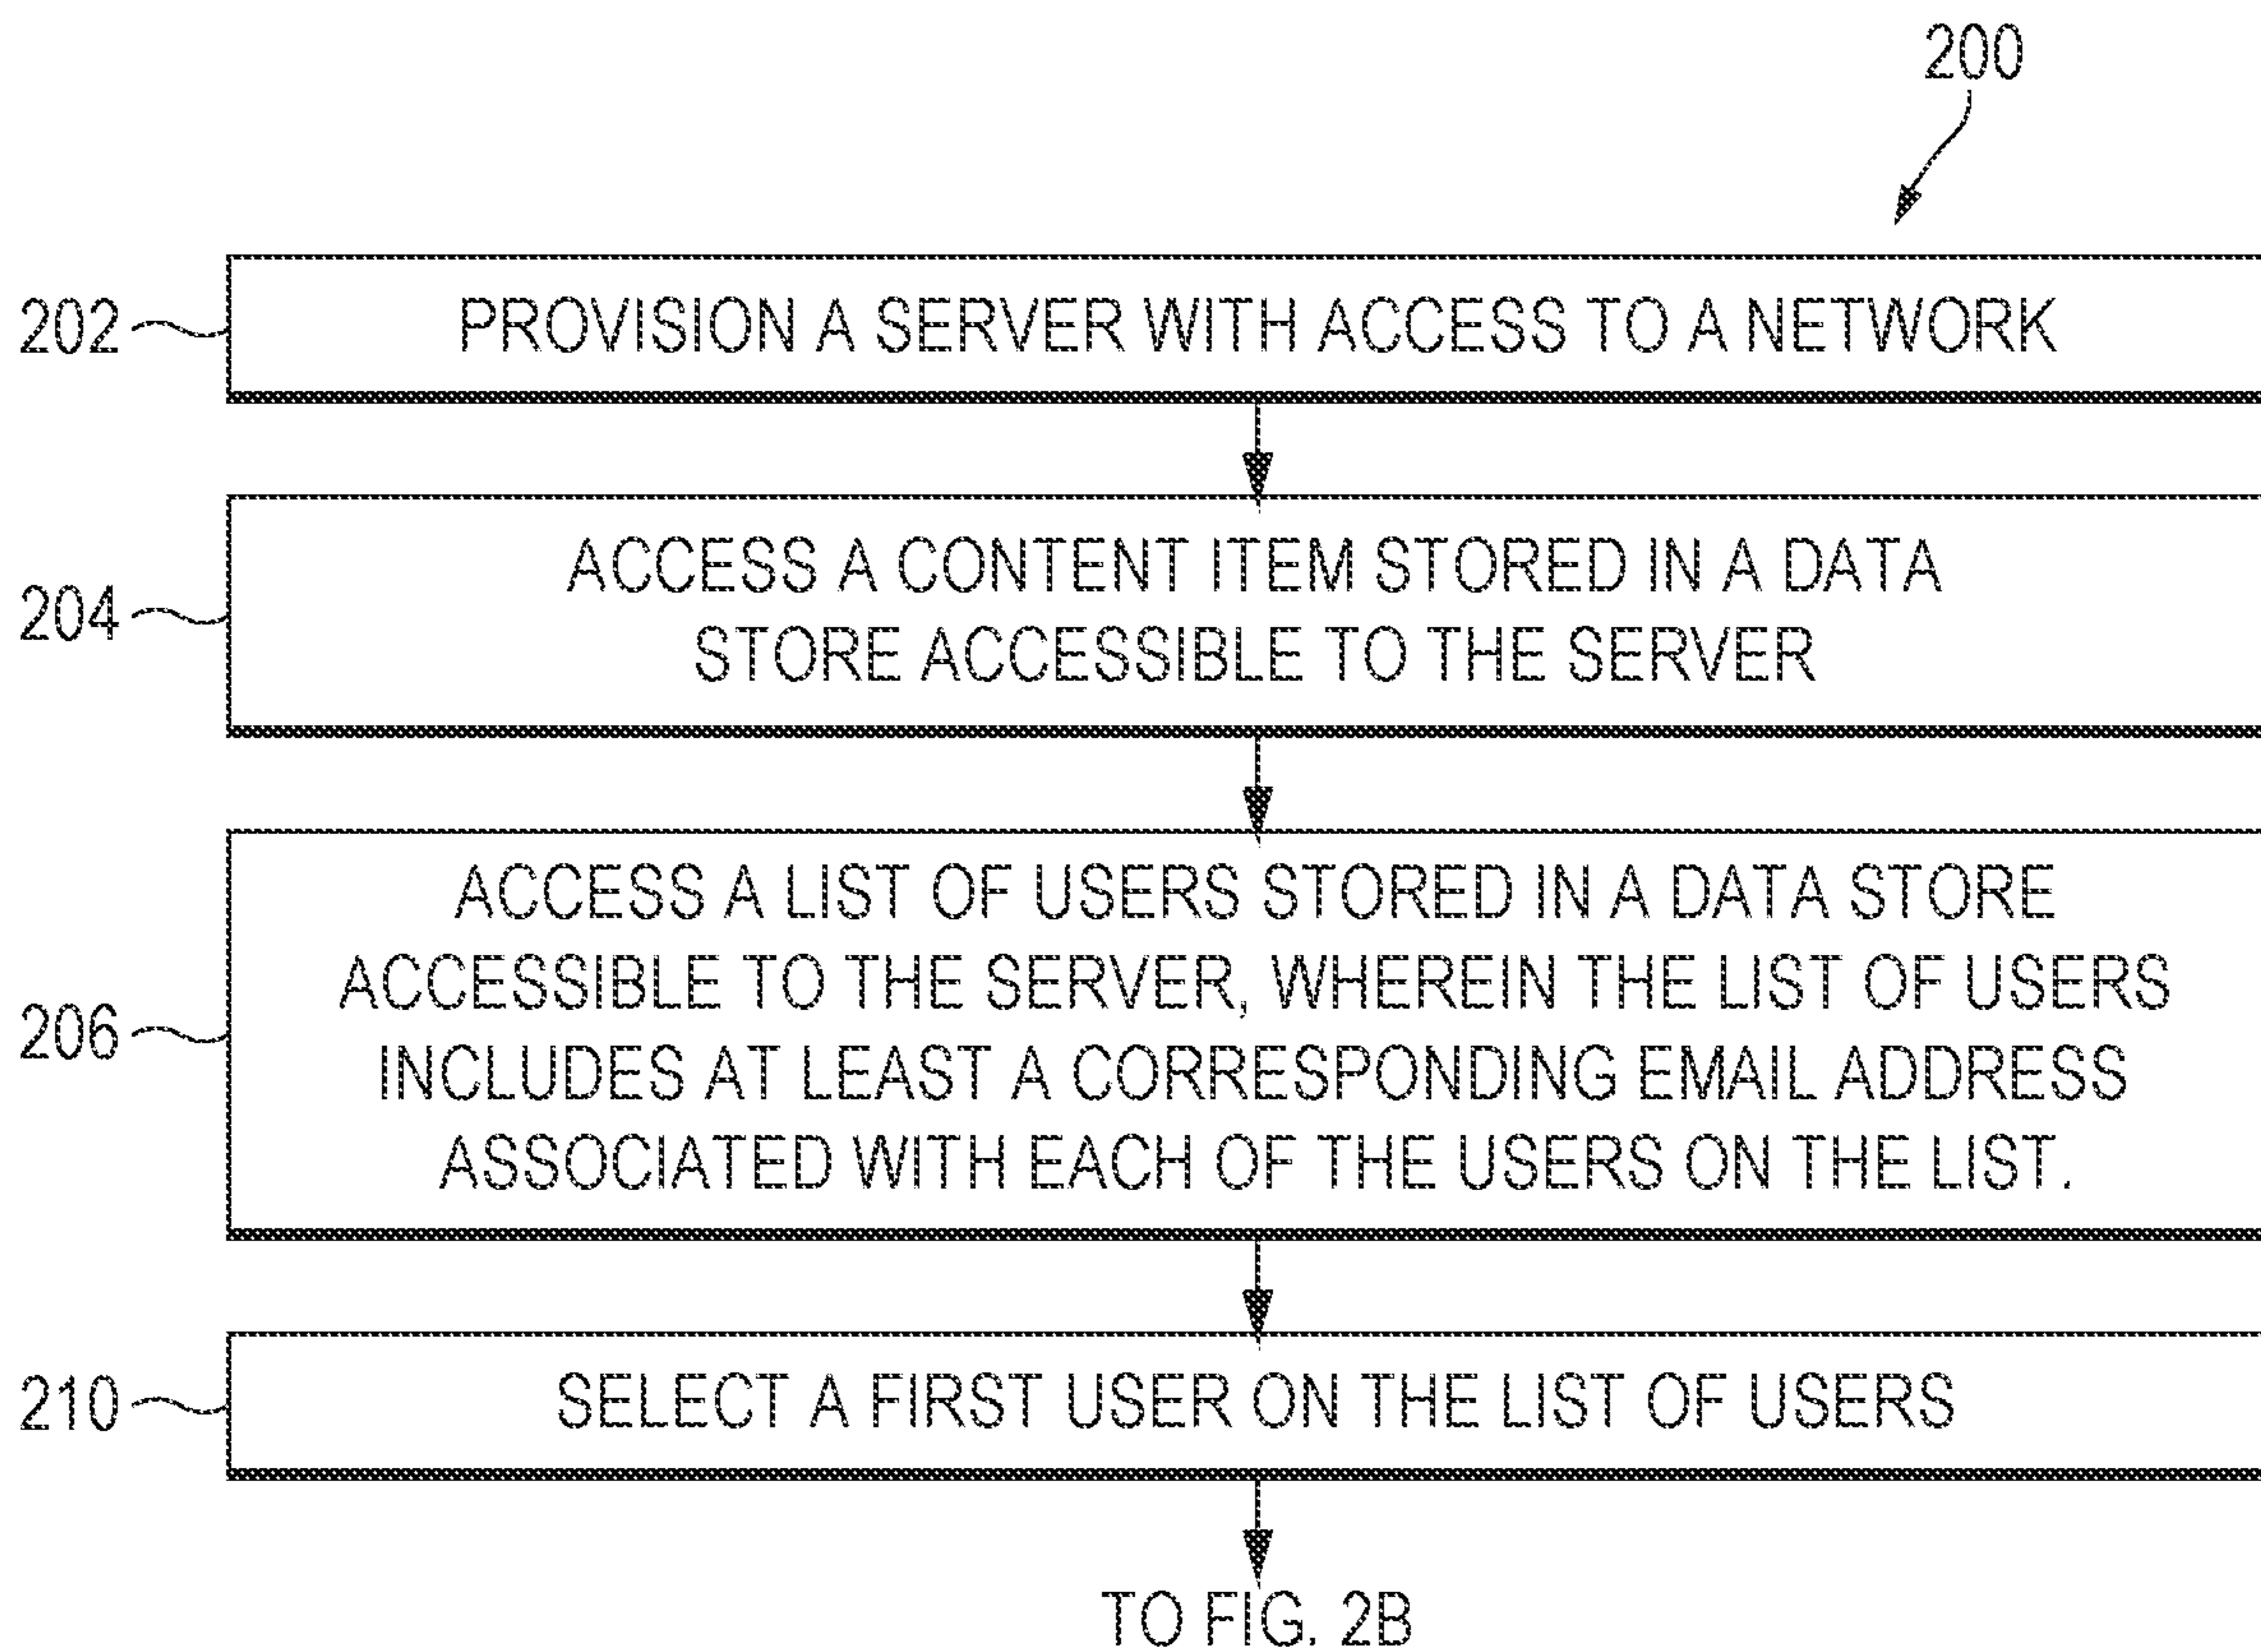 200
202
PROVISION A SERVER WITH ACCESS TO A NETWORK
204
ACCESS A CONTENT ITEM STORED IN A DATA
STORE ACCESSIBLE TO THE SERVER
206
ACCESS A LIST OF USERS STORED IN A DATA STORE
ACCESSIBLE TO THE SERVER, WHEREIN THE LIST OF USERS
INCLUDES AT LEAST A CORRESPONDING EMAIL ADDRESS
ASSOCIATED WITH EACH OF THE USERS ON THE LIST.
210
SELECT A FIRST USER ON THE LIST OF USERS
TO FIG. 2B